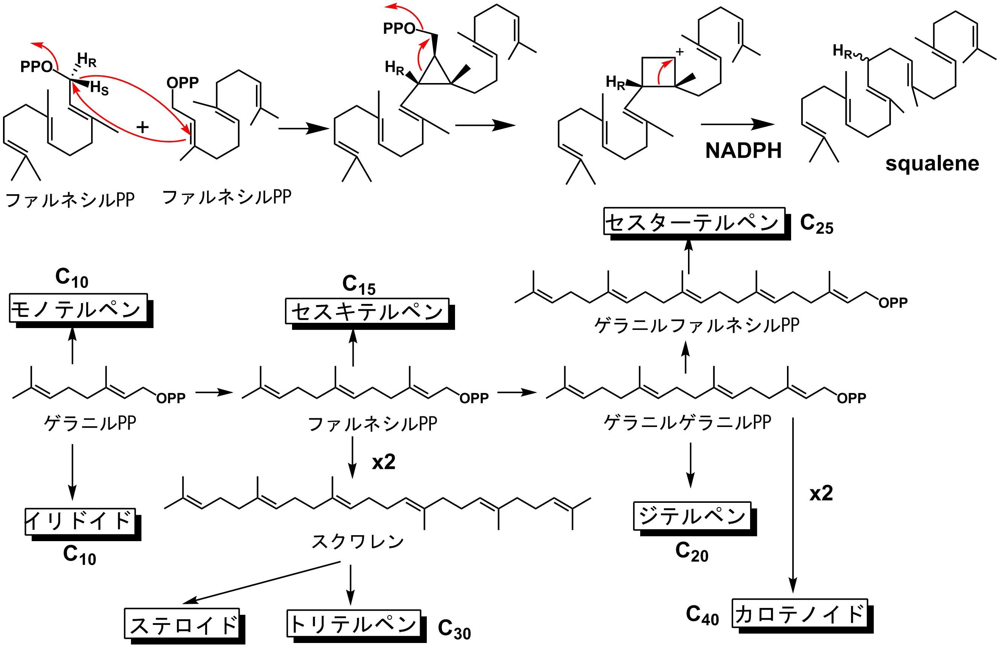 PPO
HR
HS
OPP
+
ファルネシルPP
ファルネシルPP
PPO
HR
HR
+
NADPH
HR
squalene
セスターテルペン
C25
C10
モノテルペン
C15
セスキテルペン
OPP
ゲラニルファルネシルPP
OPP
ゲラニルPP
OPP
ファルネシルPP
OPP
ゲラニルゲラニルPP
x2
x2
イリドイド
C10
スクワレン
ジテルペン
C20
ステロイド
トリテルペン
C30
C40
カロテノイド